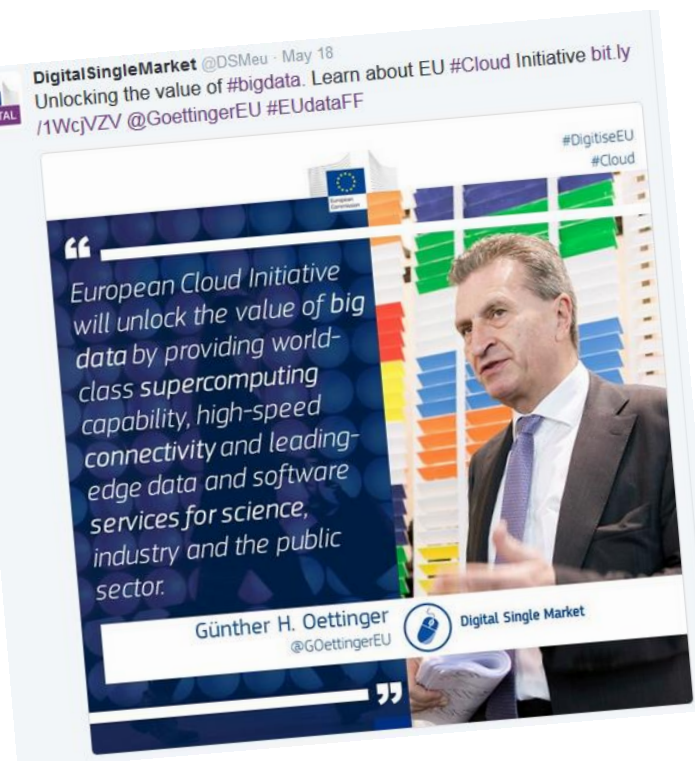 DigitalSingleMarket @DSMeu · May 18
Unlocking the value of #bigdata. Learn about EU #Cloud Initiative bit.ly
/1WcjVZV @GoettingerEU #EUdataFF
TAL
#DigitiseEU
#Cloud
European
Commission
“
European Cloud Initiative
will unlock the value of big
data by providing world-
class supercomputing
capability, high-speed
connectivity and leading-
edge data and software
services for science,
industry and the public
sector.
Günther H. Oettinger
@GOettingerEU
Digital Single Market
”